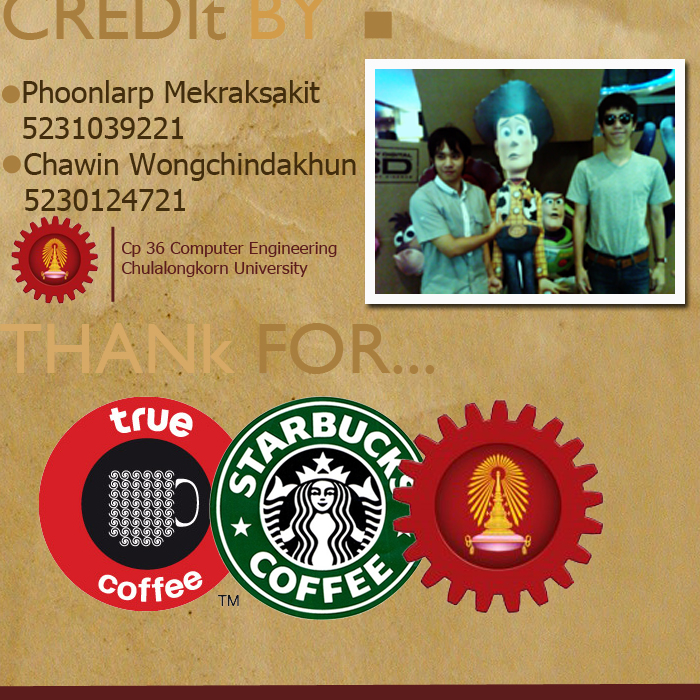 CREDIt BY
Phoonlarp Mekraksakit
5231039221
Chawin Wongchindakhun
5230124721
Cp 36 Computer Engineering
Chulalongkorn University
THANk FOR...
true
coffee
TM
STARBUCKS
COFFEE